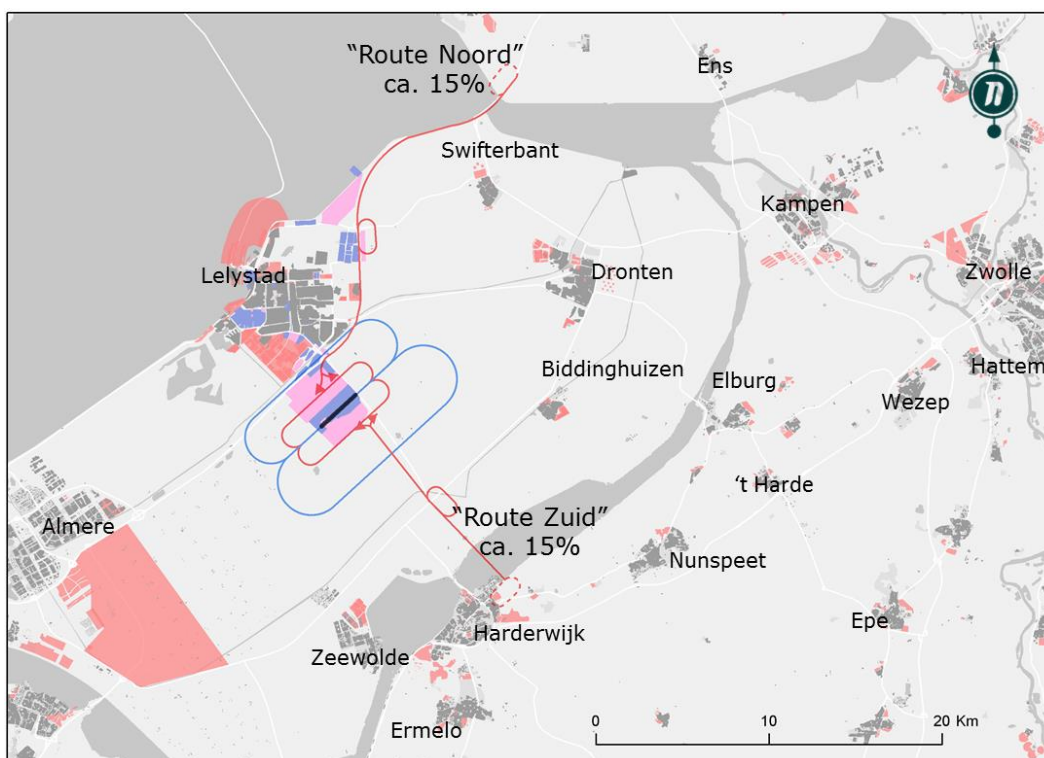 “Route Noord”
ca. 15%
Ens
N
Swifterbant
Kampen
Lelystad
Dronten
Zwolle
Biddinghuizen
Elburg
Hattem
Wezep
‘t Harde
Almere
“Route Zuid”
ca. 15%
Nunspeet
Harderwijk
Epe
Zeewolde
Ermelo
0 10 20 Km